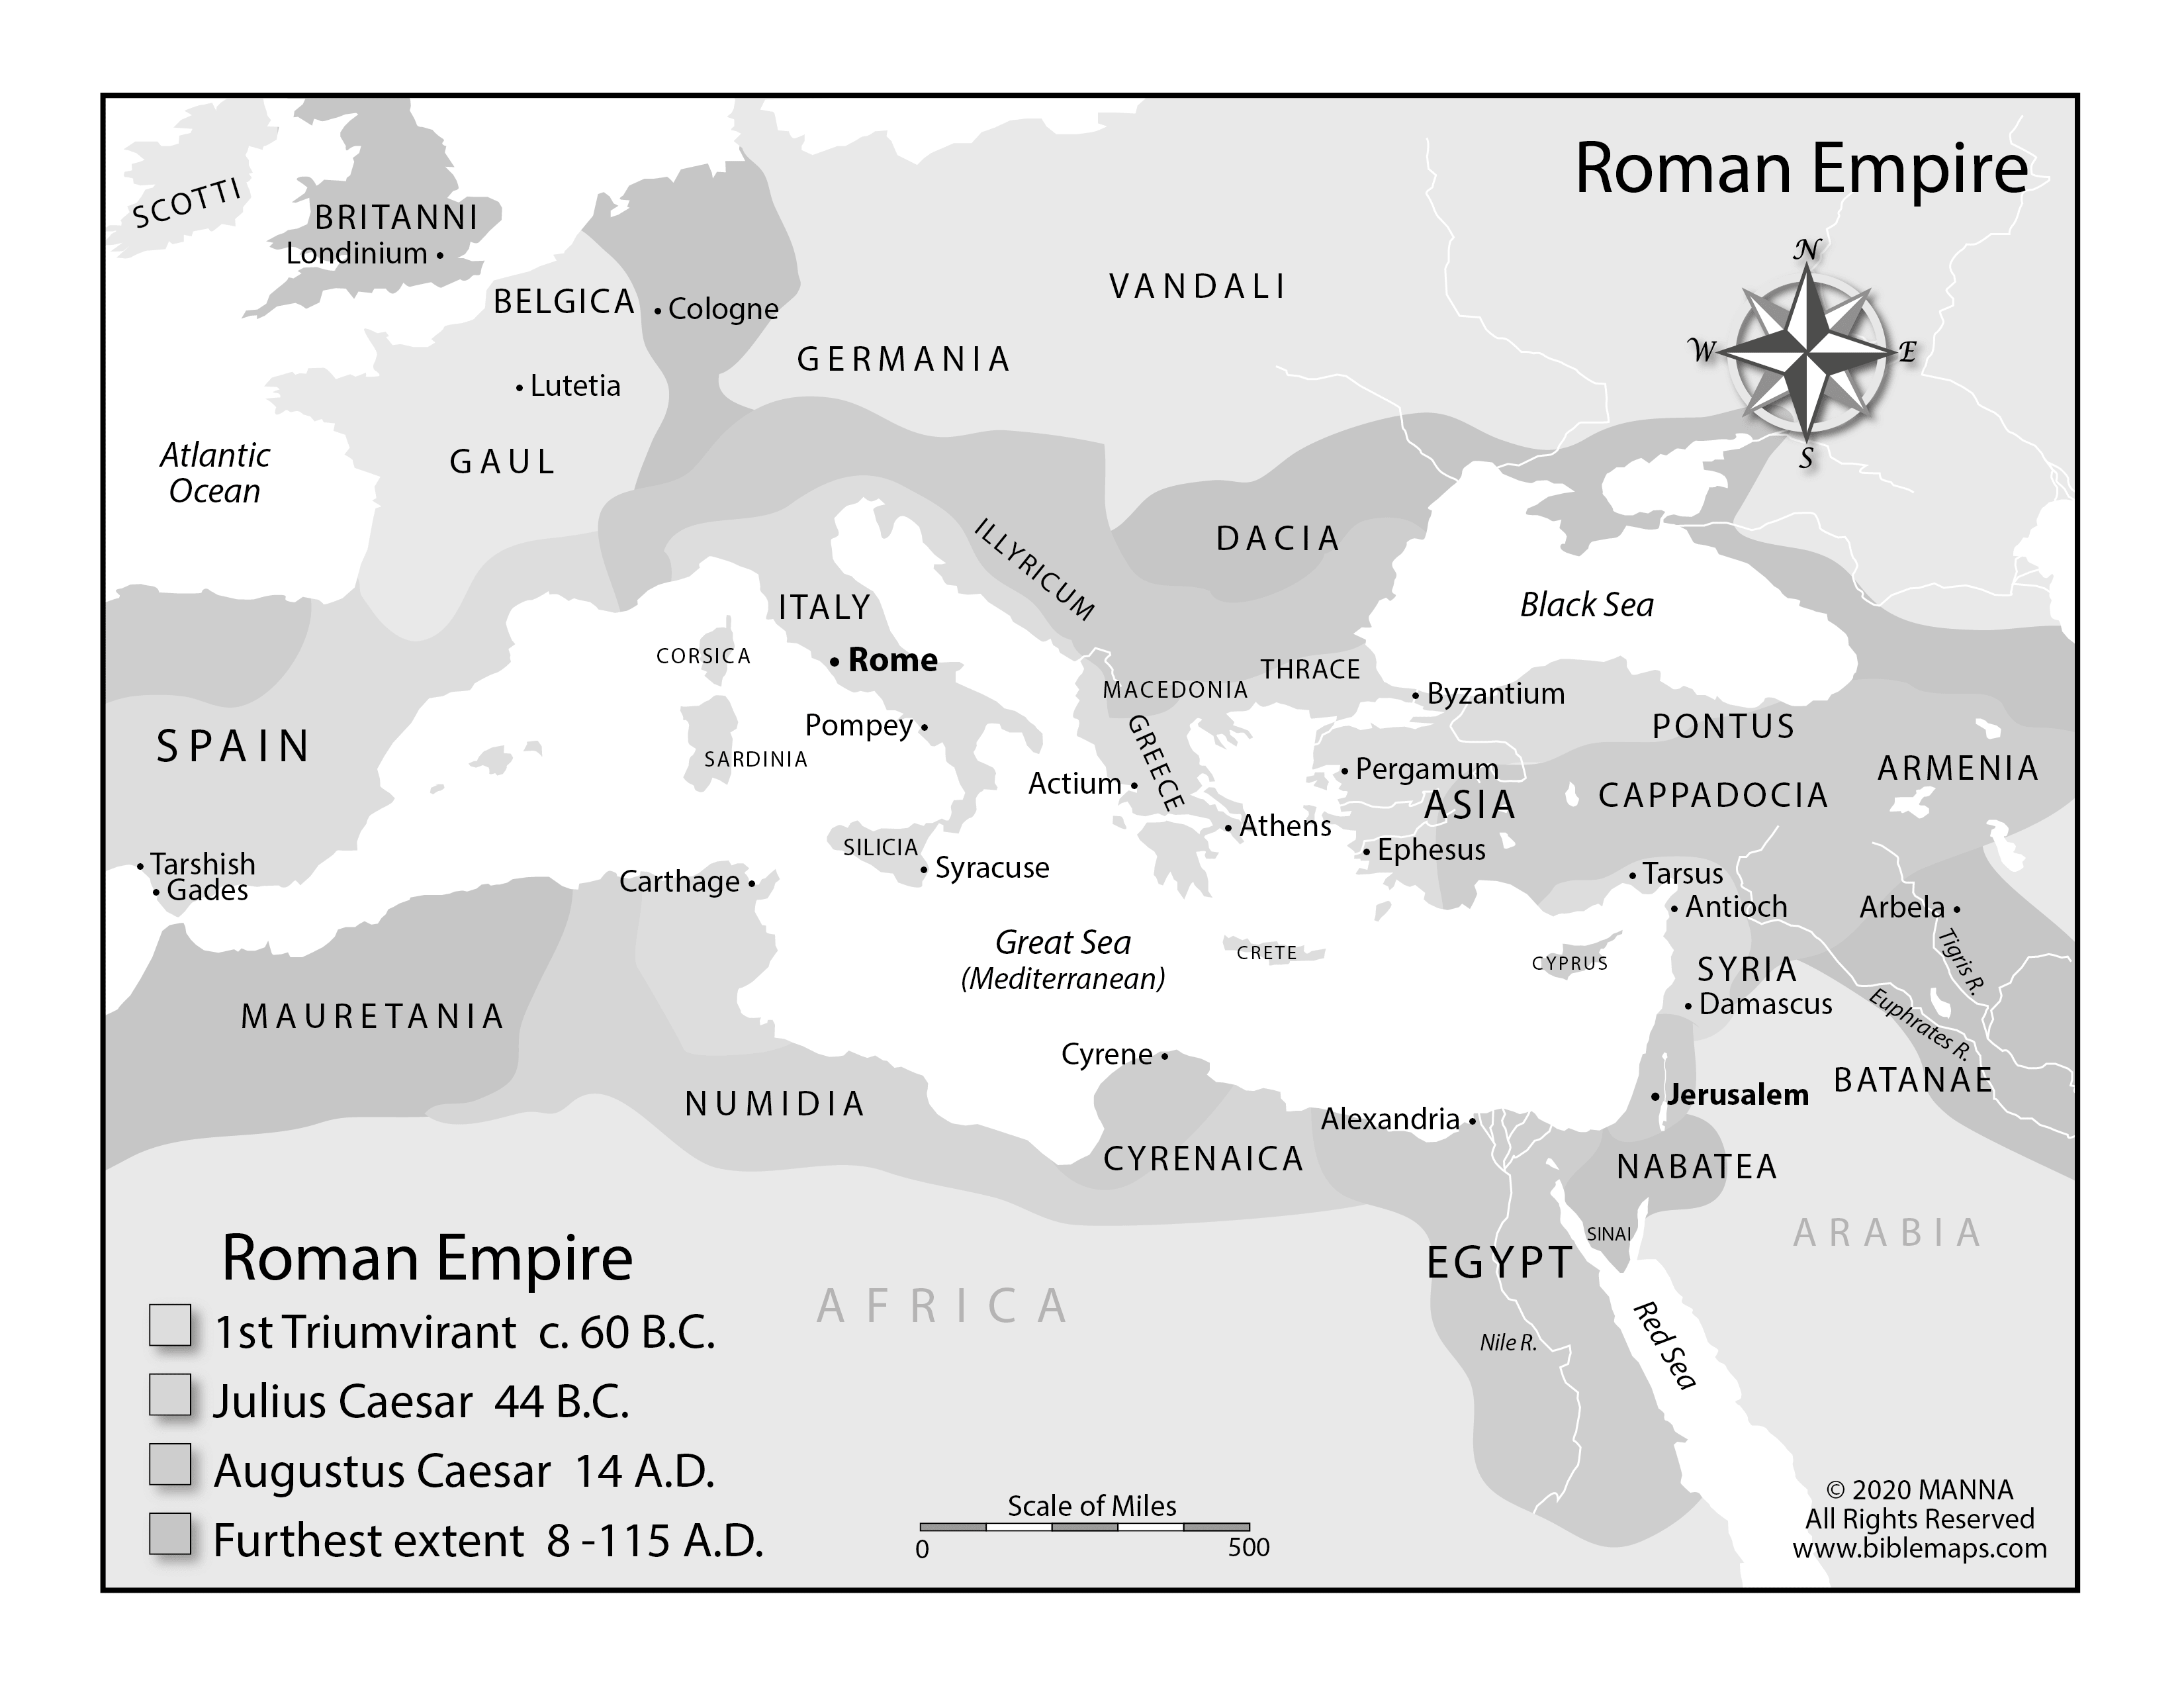 Roman Empire
N
W
E
S
SCOTTI
BRITANNI
Londinium
BELGICA
Cologne
VANDALI
GERMANIA
Lutetia
Atlantic
Ocean
GAUL
DACIA
ILLYRICUM
Black Sea
ITALY
CORSICA
Rome
THRACE
MACEDONIA
Byzantium
SPAIN
Pompey
GREECE
PONTUS
SARDINIA
Actium
Pergamum
ARMENIA
ASIA
CAPPADOCIA
Athens
SILICIA
Ephesus
Tarshish
Gades
Carthage
Syracuse
Tarsus
Antioch
Arbela
Great Sea
(Mediterranean)
CRETE
CYPRUS
Tigris R.
SYRIA
Damascus
Euphrates R.
MAURETANIA
Cyrene
BATANAE
NUMIDIA
Jerusalem
Alexandria
CYRENAICA
NABATEA
SINAI
ARABIA
EGYPT
AFRICA
Nile R.
Red Sea
Roman Empire
1st Triumvirant c. 60 B.C.
Julius Caesar 44 B.C.
Augustus Caesar 14 A.D.
Furthest extent 8 -115 A.D.
Scale of Miles
0
500
© 2020 MANNA
All Rights Reserved
www.biblemaps.com